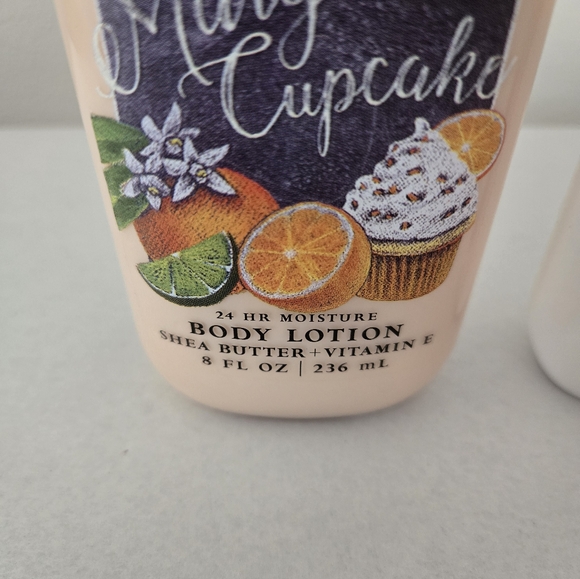 Cupcake
24 HR MOISTURE
BODY LOTION
SHEA BUTTER+VITAMIN E
8 FL OZ | 236 mL